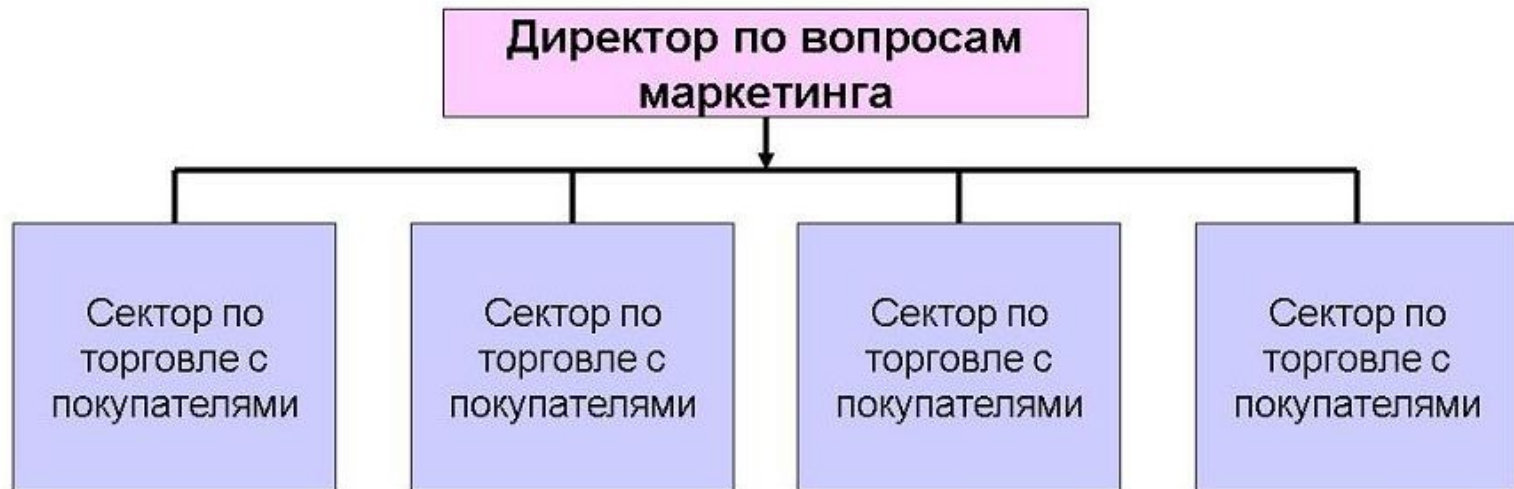 Директор по вопросам
маркетинга
Сектор по
торговле с
покупателями
Сектор по
торговле с
покупателями
Сектор по
торговле с
покупателями
Сектор по
торговле с
покупателями